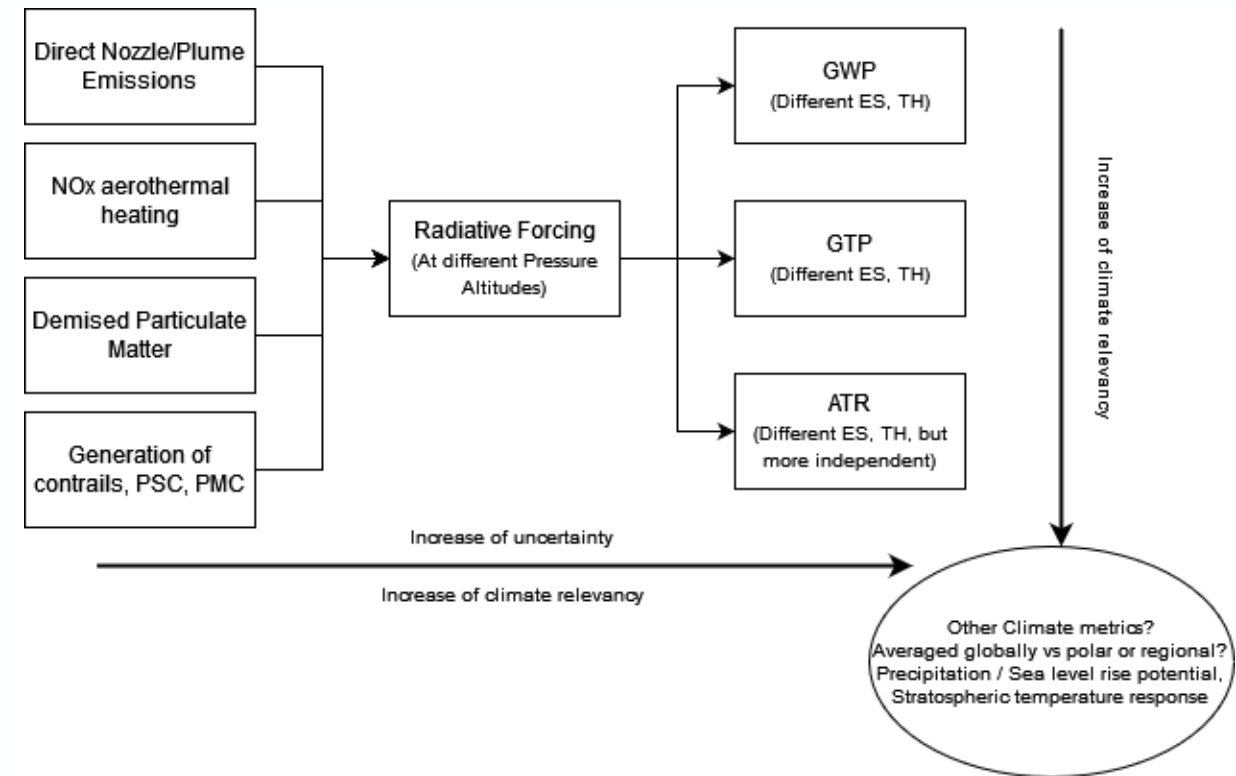 Direct Nozzle/Plume
Emissions
NOx aerothermal
heating
Demised Particulate
Matter
Generation of
contrails, PSC, PMC
Radiative Forcing
(At different Pressure
Altitudes)
GWP
(Different ES, TH)
GTP
(Different ES, TH)
ATR
(Different ES, TH, but
more independent)
Increase of climate relevancy
Increase of uncertainty
Increase of climate relevancy
Other Climate metrics?
Averaged globally vs polar or regional?
Precipitation / Sea level rise potential,
Stratospheric temperature response